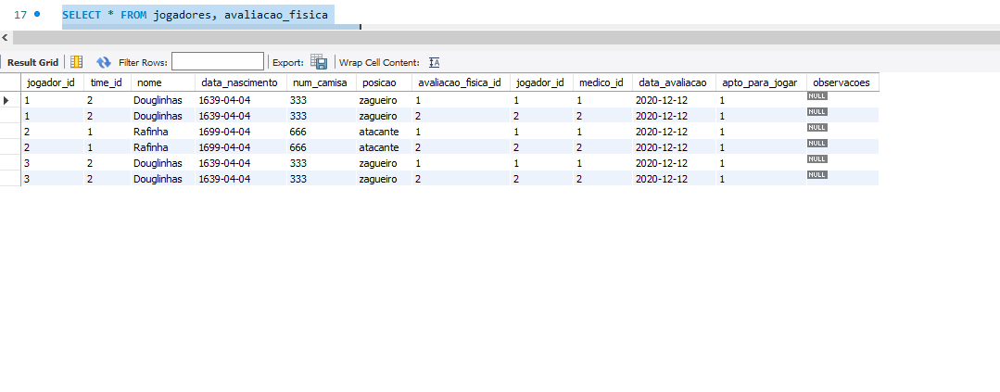 17 SELECT * FROM jogadores, avaliacao_fisica
Result Grid Filter Rows: Export: Wrap Cell Content:
jogador_id time_id nome data_nascimento num_camisa posicao avaliacao_fisica_id jogador_id medico_id data_avaliacao apto_para_jogar observacoes
1 2 Douglinhas 1639-04-04 333 zagueiro 1 1 1 2020-12-12 1 NULL
1 2 Douglinhas 1639-04-04 333 zagueiro 2 2 2 2020-12-12 1 NULL
2 1 Rafinha 1699-04-04 666 atacante 1 1 1 2020-12-12 1 NULL
2 1 Rafinha 1699-04-04 666 atacante 2 2 2 2020-12-12 1 NULL
3 2 Douglinhas 1639-04-04 333 zagueiro 1 1 1 2020-12-12 1 NULL
3 2 Douglinhas 1639-04-04 333 zagueiro 2 2 2 2020-12-12 1 NULL